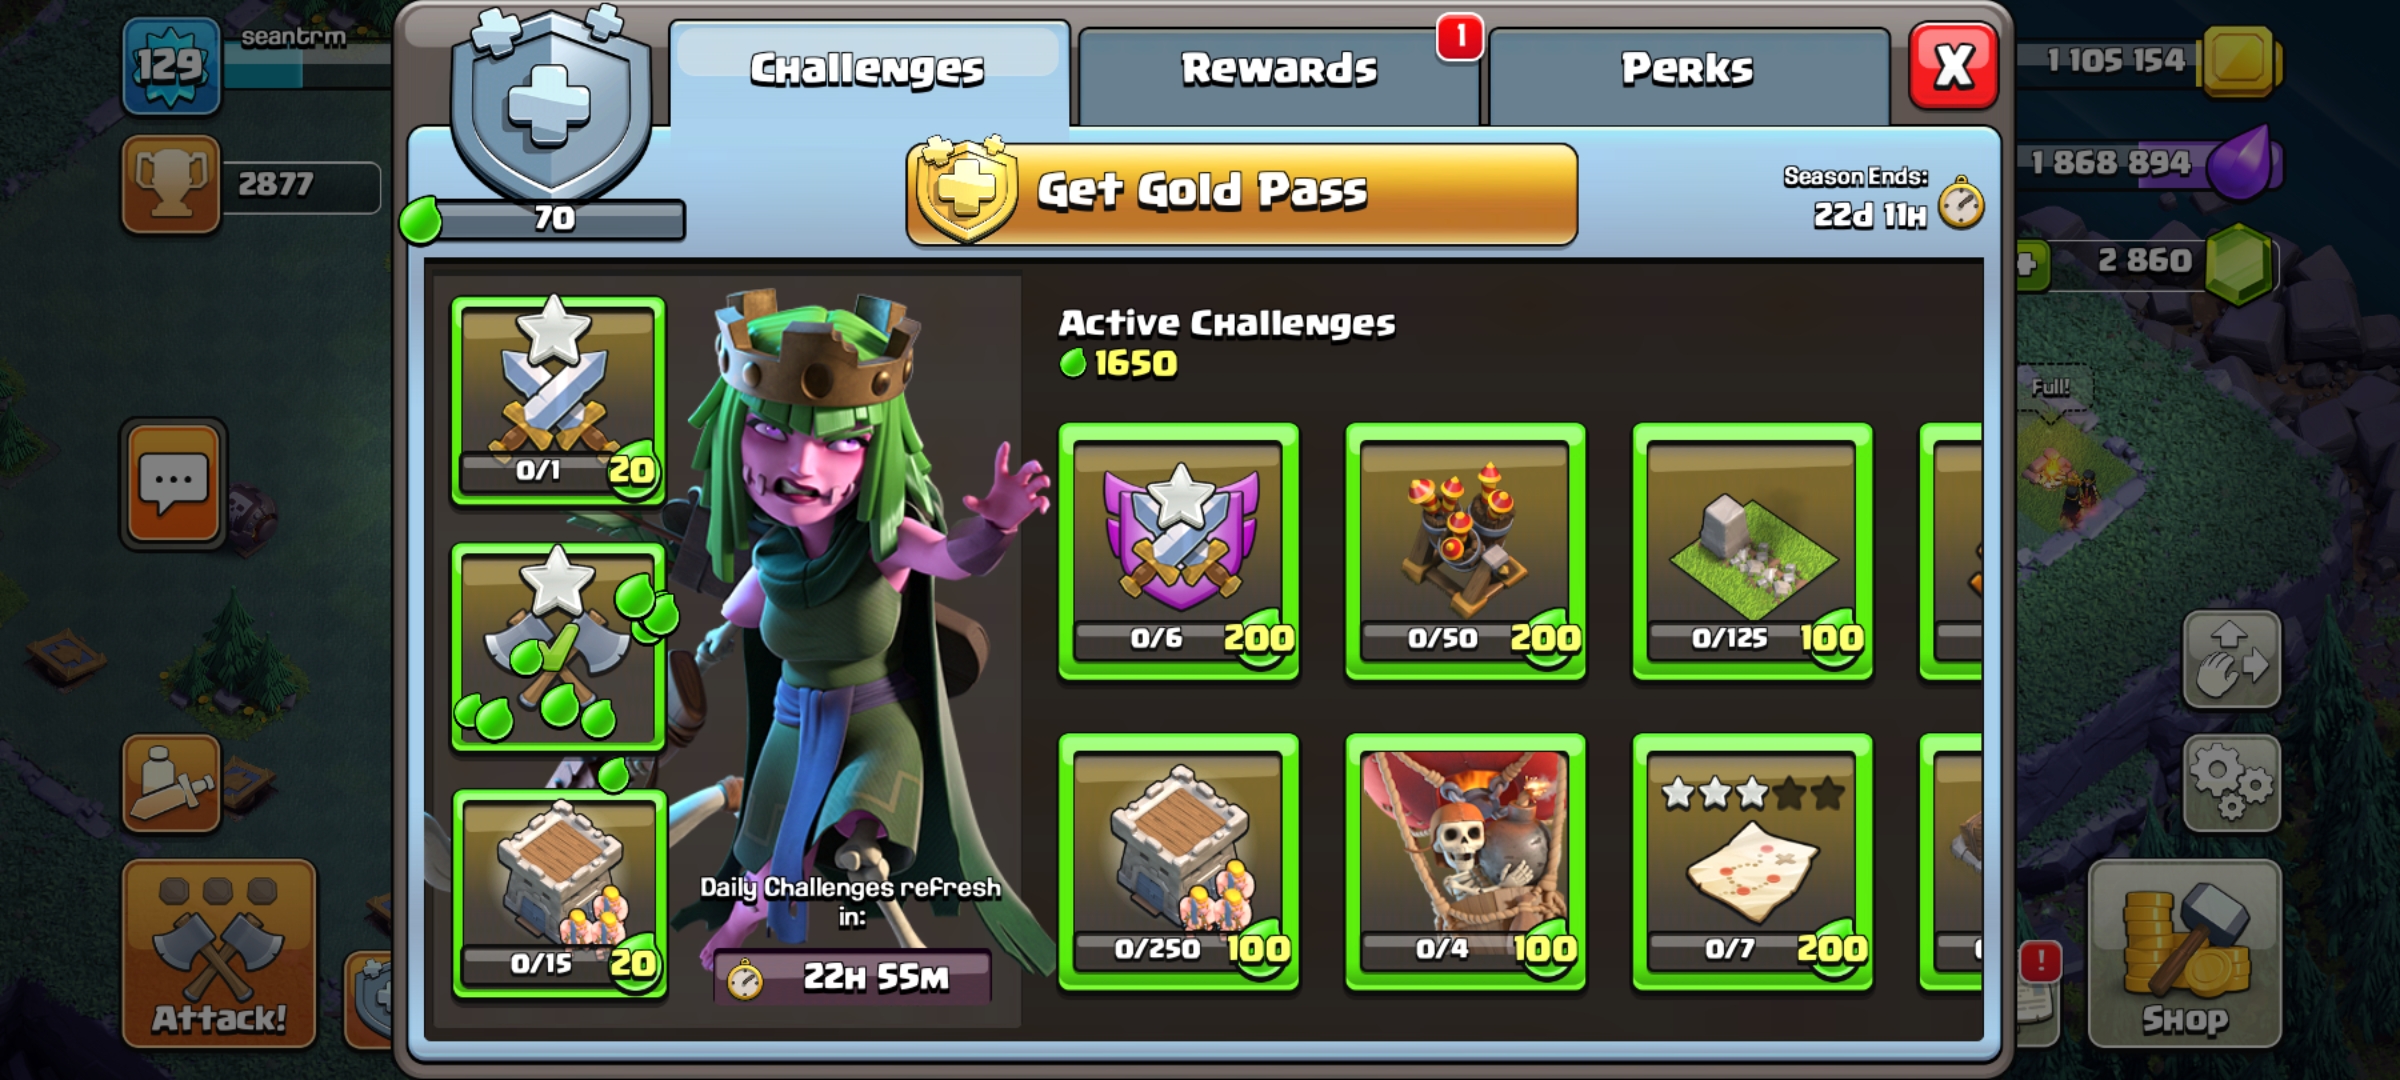 129
seantrm
2877
Challenges
Rewards
1
Perks
X
1 105 154
1 868 894
2 860
Full!
70
Get Gold Pass
Season Ends:
22d 11H
Active Challenges
1650
0/1
20
0/15
20
Daily Challenges refresh
in:
22H 55M
0/6
200
0/50
200
0/125
100
0/250
100
0/4
100
0/7
200
Attack!
!
Shop